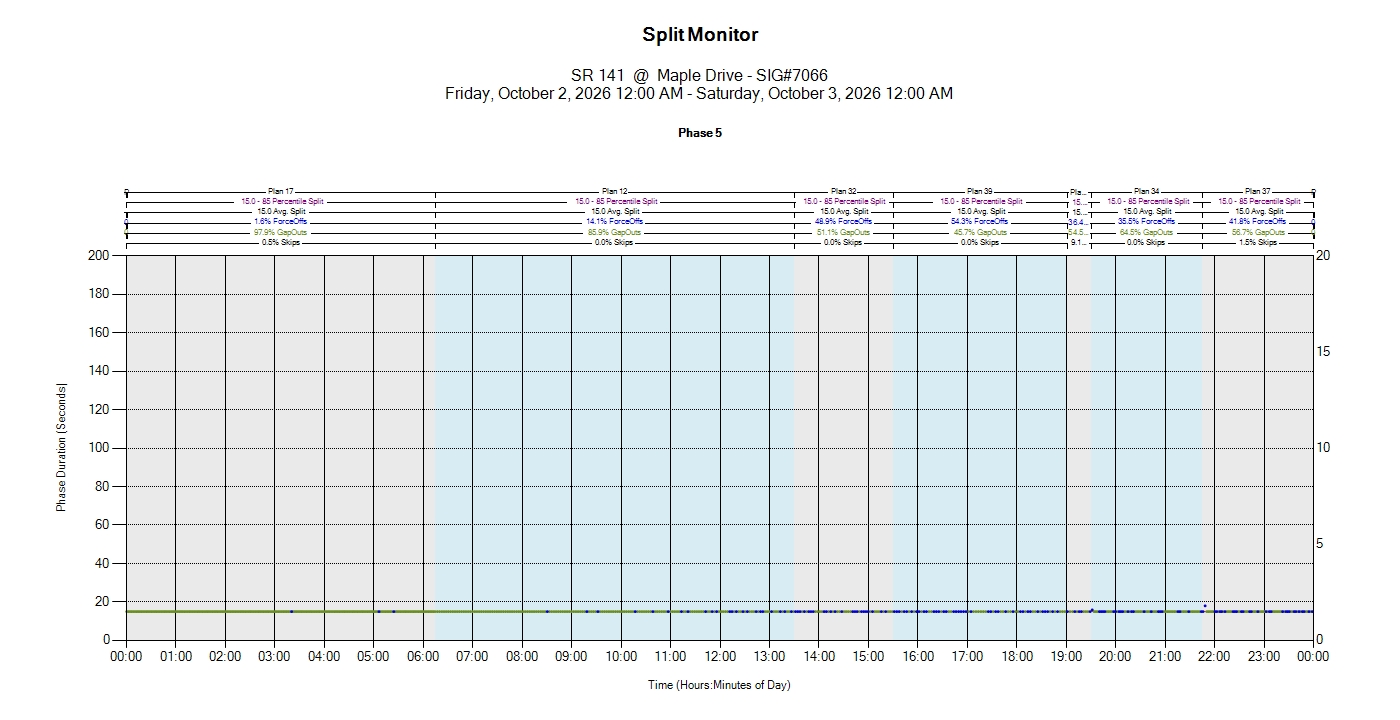 Split Monitor
SR 141 @ Maple Drive - SIG#7066
Friday, October 2, 2026 12:00 AM - Saturday, October 3, 2026 12:00 AM
Phase 5
Plan 17 Plan 12 Plan 32 Plan 39 Pla... Plan 34 Plan 37
15.0 - 85 Percentile Split 15.0 - 85 Percentile Split 15.0 - 85 Percentile Split 15.0 - 85 Percentile Split 15... 15.0 - 85 Percentile Split 15.0 - 85 Percentile Split
15.0 Avg. Split 15.0 Avg. Split 15.0 Avg. Split 15.0 Avg. Split 15... 15.0 Avg. Split 15.0 Avg. Split
1.6% ForceOffs 14.1% ForceOffs 48.9% ForceOffs 54.3% ForceOffs 36.4... 35.5% ForceOffs 41.8% ForceOffs
97.9% GapOuts 85.9% GapOuts 51.1% GapOuts 45.7% GapOuts 54.5... 64.5% GapOuts 56.7% GapOuts
0.5% Skips 0.0% Skips 0.0% Skips 0.0% Skips 9.1... 0.0% Skips 1.5% Skips
200 20
180
160
15
140
120
100 10
80
60
5
40
20
0 0
Phase Duration (Seconds)
00:00 01:00 02:00 03:00 04:00 05:00 06:00 07:00 08:00 09:00 10:00 11:00 12:00 13:00 14:00 15:00 16:00 17:00 18:00 19:00 20:00 21:00 22:00 23:00 00:00
Time (Hours:Minutes of Day)